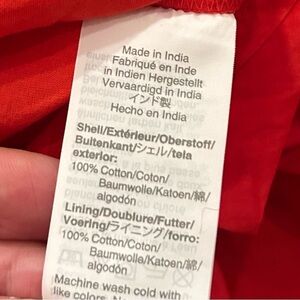 Made in India
Fabriqué en Inde
in Indien Hergestellt
Vervaardigd in India
インド製
Hecho en India
Shell/Extérieur/Oberstoff/
Buitenkant/シェル/tela
exterior:
100% Cotton/Coton/
Baumwolle/Katoen/綿/
algodón
Lining/Doublure/Futter/
Voering/ライニング/forro:
100% Cotton/Coton/
Baumwolle/Katoen/綿/
algodón
Machine wash cold with
like colors.